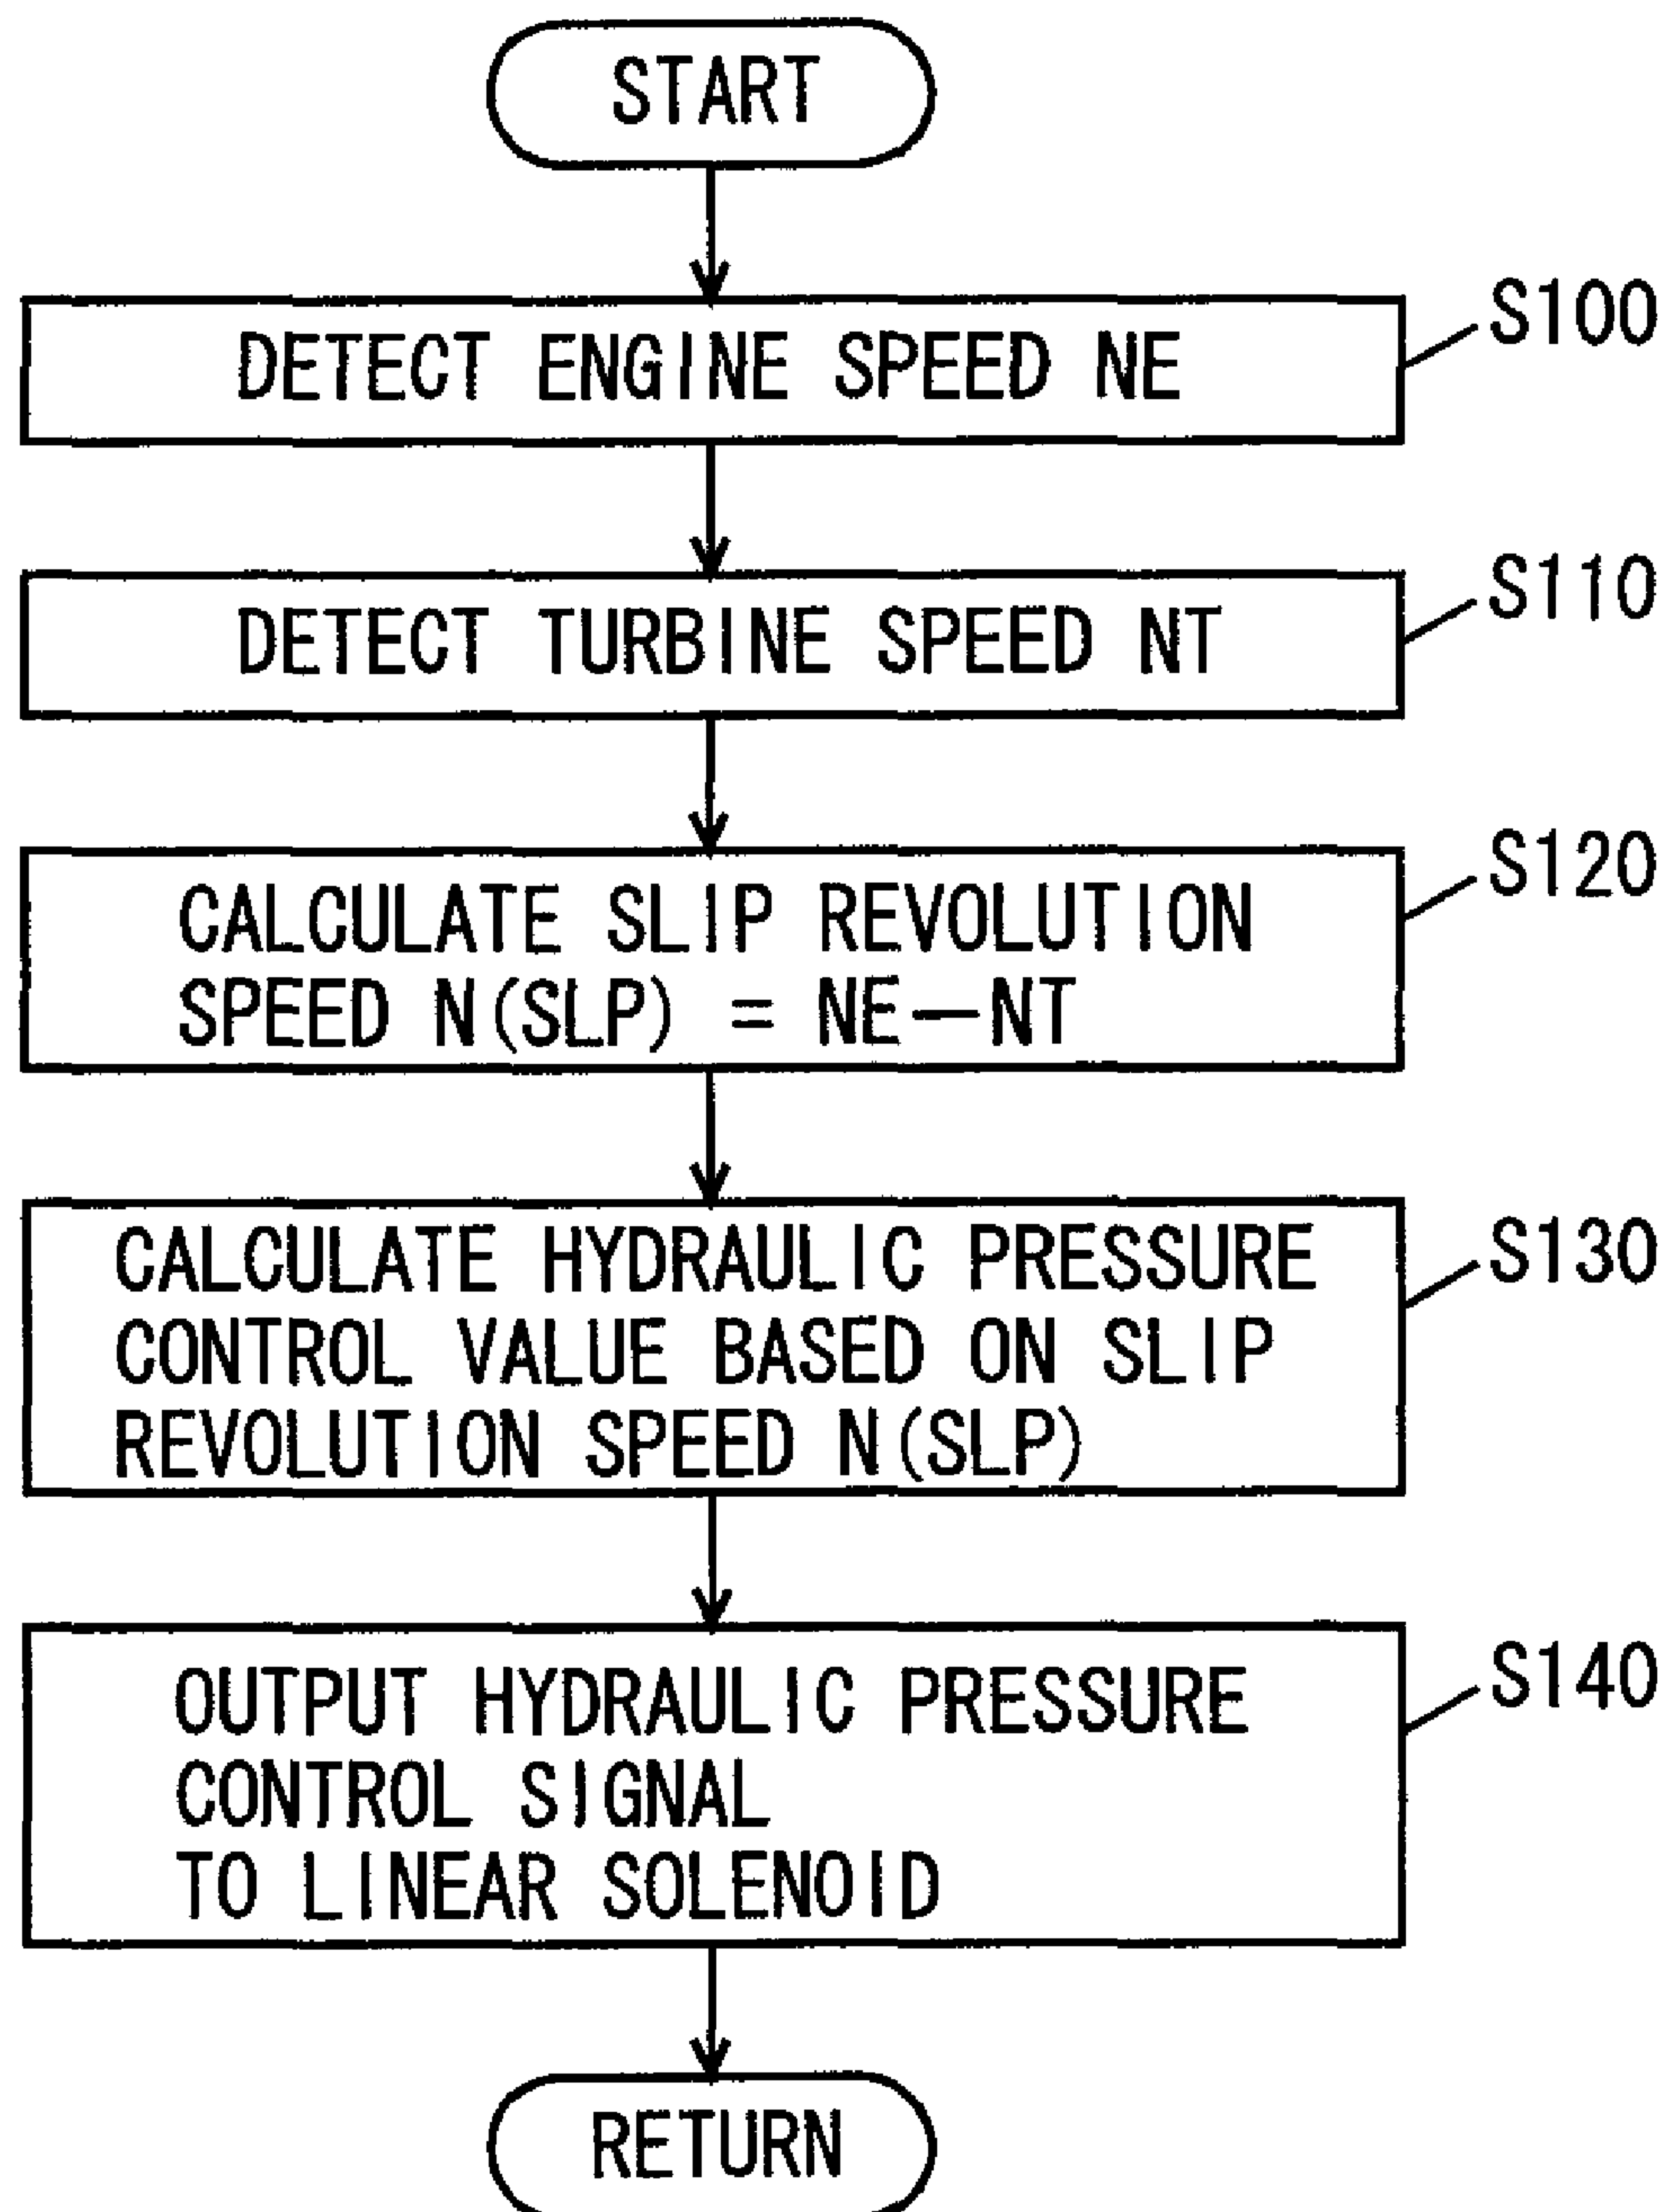 START
DETECT ENGINE SPEED NE
S100
DETECT TURBINE SPEED NT
S110
CALCULATE SLIP REVOLUTION
SPEED N(SLP) = NE—NT
S120
CALCULATE HYDRAULIC PRESSURE
CONTROL VALUE BASED ON SLIP
REVOLUTION SPEED N(SLP)
S130
OUTPUT HYDRAULIC PRESSURE
CONTROL SIGNAL
TO LINEAR SOLENOID
S140
RETURN